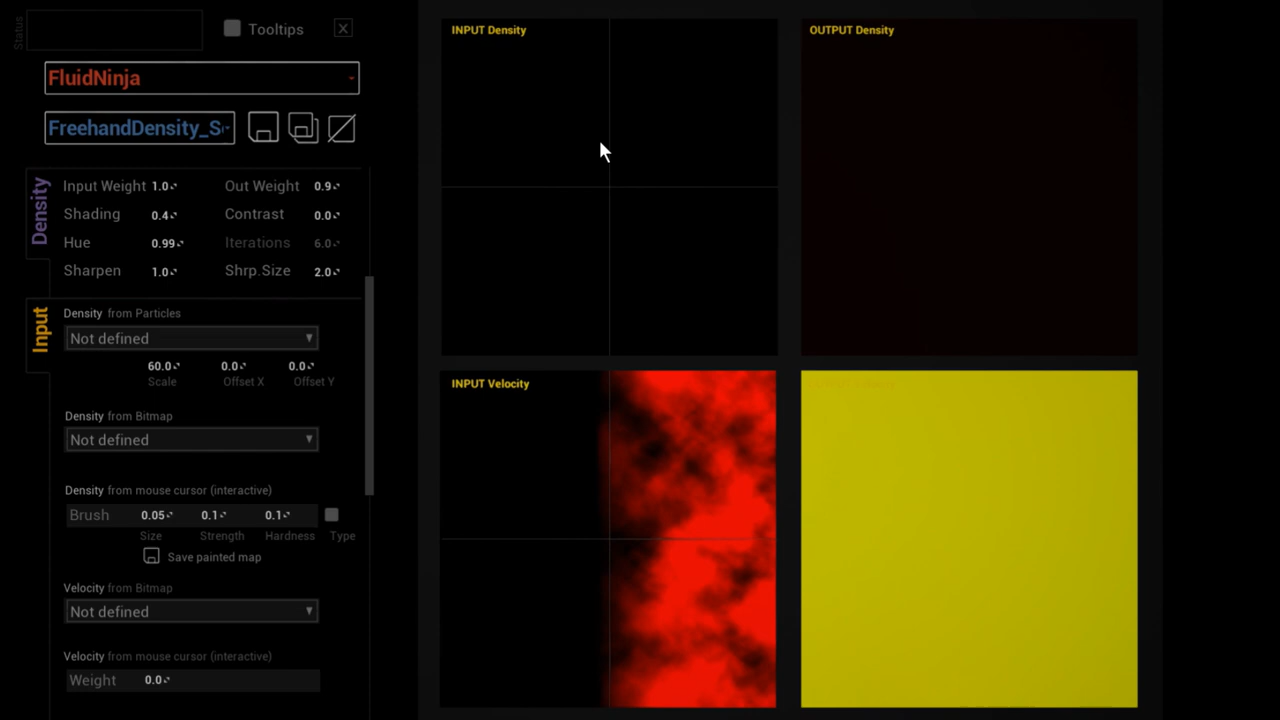 Status
Tooltips X
FluidNinja
FreehandDensity_S
Density
Input Weight 1.0 Out Weight 0.9
Shading 0.4 Contrast 0.0
Hue 0.99 Iterations 6.0
Sharpen 1.0 Shrp.Size 2.0
Input
Density from Particles
Not defined
60.0 0.0 0.0
Scale Offset X Offset Y
Density from Bitmap
Not defined
Density from mouse cursor (interactive)
Brush 0.05 0.1 0.1
Size Strength Hardness Type
Save painted map
Velocity from Bitmap
Not defined
Velocity from mouse cursor (interactive)
Weight 0.0
INPUT Density
OUTPUT Density
INPUT Velocity
OUTPUT Velocity